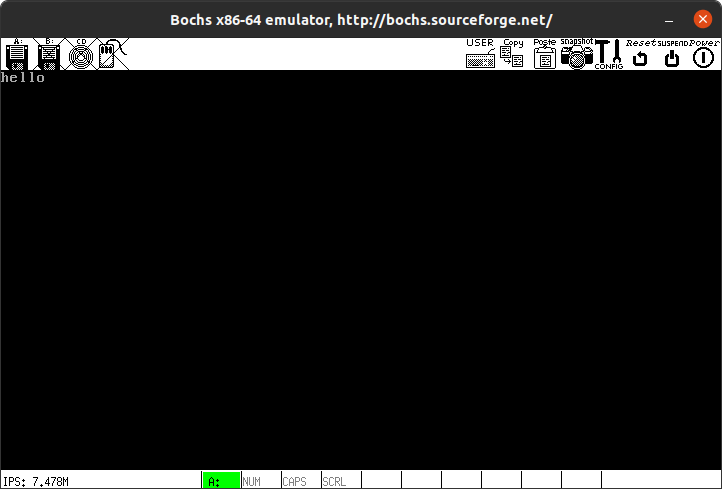 Bochs x86-64 emulator, http://bochs.sourceforge.net/
A: B: CD USER Copy Paste snapshot CONFIG Reset SUSPEND Power
hello
IPS: 7.478M A: NUM CAPS SCRL